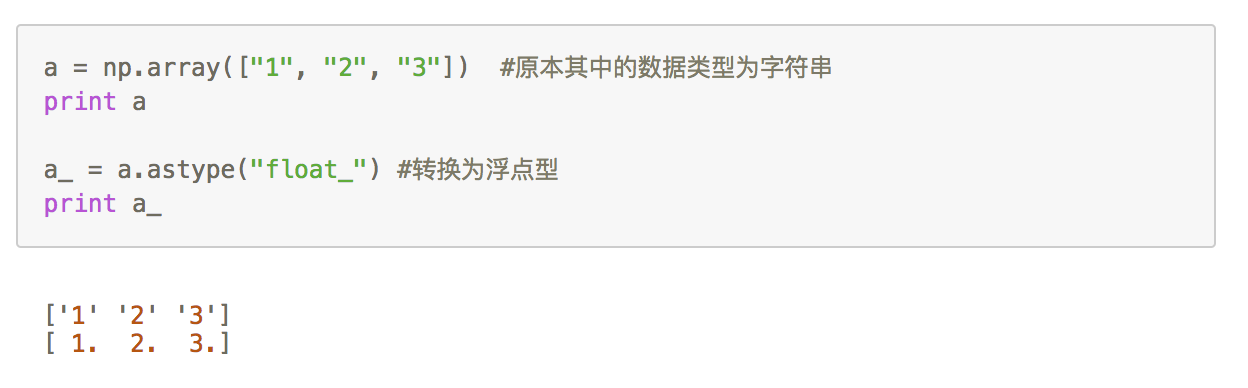 a = np.array(["1", "2", "3"])  #原本其中的数据类型为字符串
print a
a_ = a.astype("float_") #转换为浮点型
print a_
['1' '2' '3']
[ 1.  2.  3.]